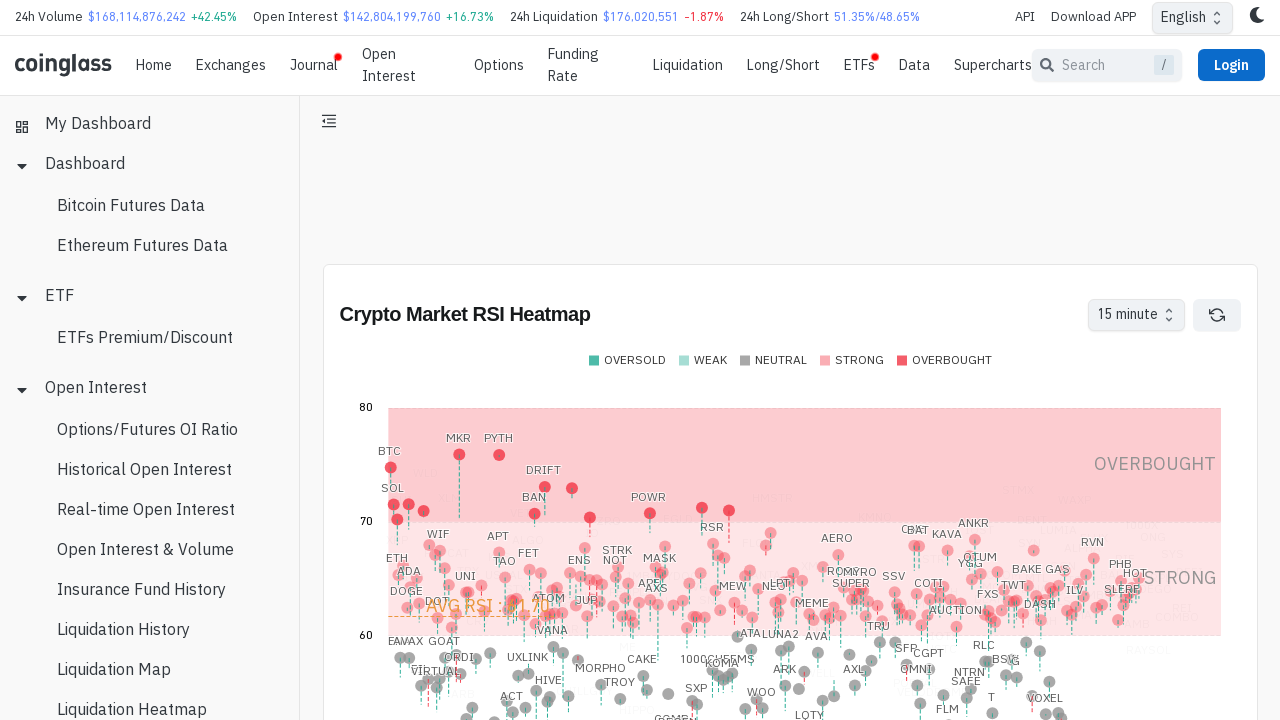 24h Volume $168,114,876,242 +42.45% Open Interest $142,804,199,760 +16.73% 24h Liquidation $176,020,551 -1.87% 24h Long/Short 51.35%/48.65% API Download APP English
coinglass Home Exchanges Journal Open Interest Options Funding Rate Liquidation Long/Short ETFs Data Supercharts Search / Login
My Dashboard
Dashboard
Bitcoin Futures Data
Ethereum Futures Data
ETF
ETFs Premium/Discount
Open Interest
Options/Futures OI Ratio
Historical Open Interest
Real-time Open Interest
Open Interest & Volume
Insurance Fund History
Liquidation History
Liquidation Map
Liquidation Heatmap
Crypto Market RSI Heatmap 15 minute
OVERSOLD WEAK NEUTRAL STRONG OVERBOUGHT
80
MKR PYTH
BTC
OVERBOUGHT
DRIFT
SOL
BAN POWR
70
ANKR
RSR BAT
WIF APT AERO KAVA
RVN
STRK
ETH TAO FET ENS NOT MASK QTUM
YGG PHB
ADA UNI BAKE GAS HOT
STRONG
APE MEW SUPER SSV COTI TWT
DOGE AXS FXS ILV SLERF
DOT ATOM JUP MEME AUCTION DASH
AVG RSI :
VANA TRU
60
AVAX GOAT ATA LUNA2 AVA
RLC
ORDI UXLINK CAKE KOMA SFP CGPT
VIRTUAL MORPHO ARK AXL OMNI NTRN
HIVE TROY SAFE
ACT SXP WOO T VOXEL
LQTY FLM